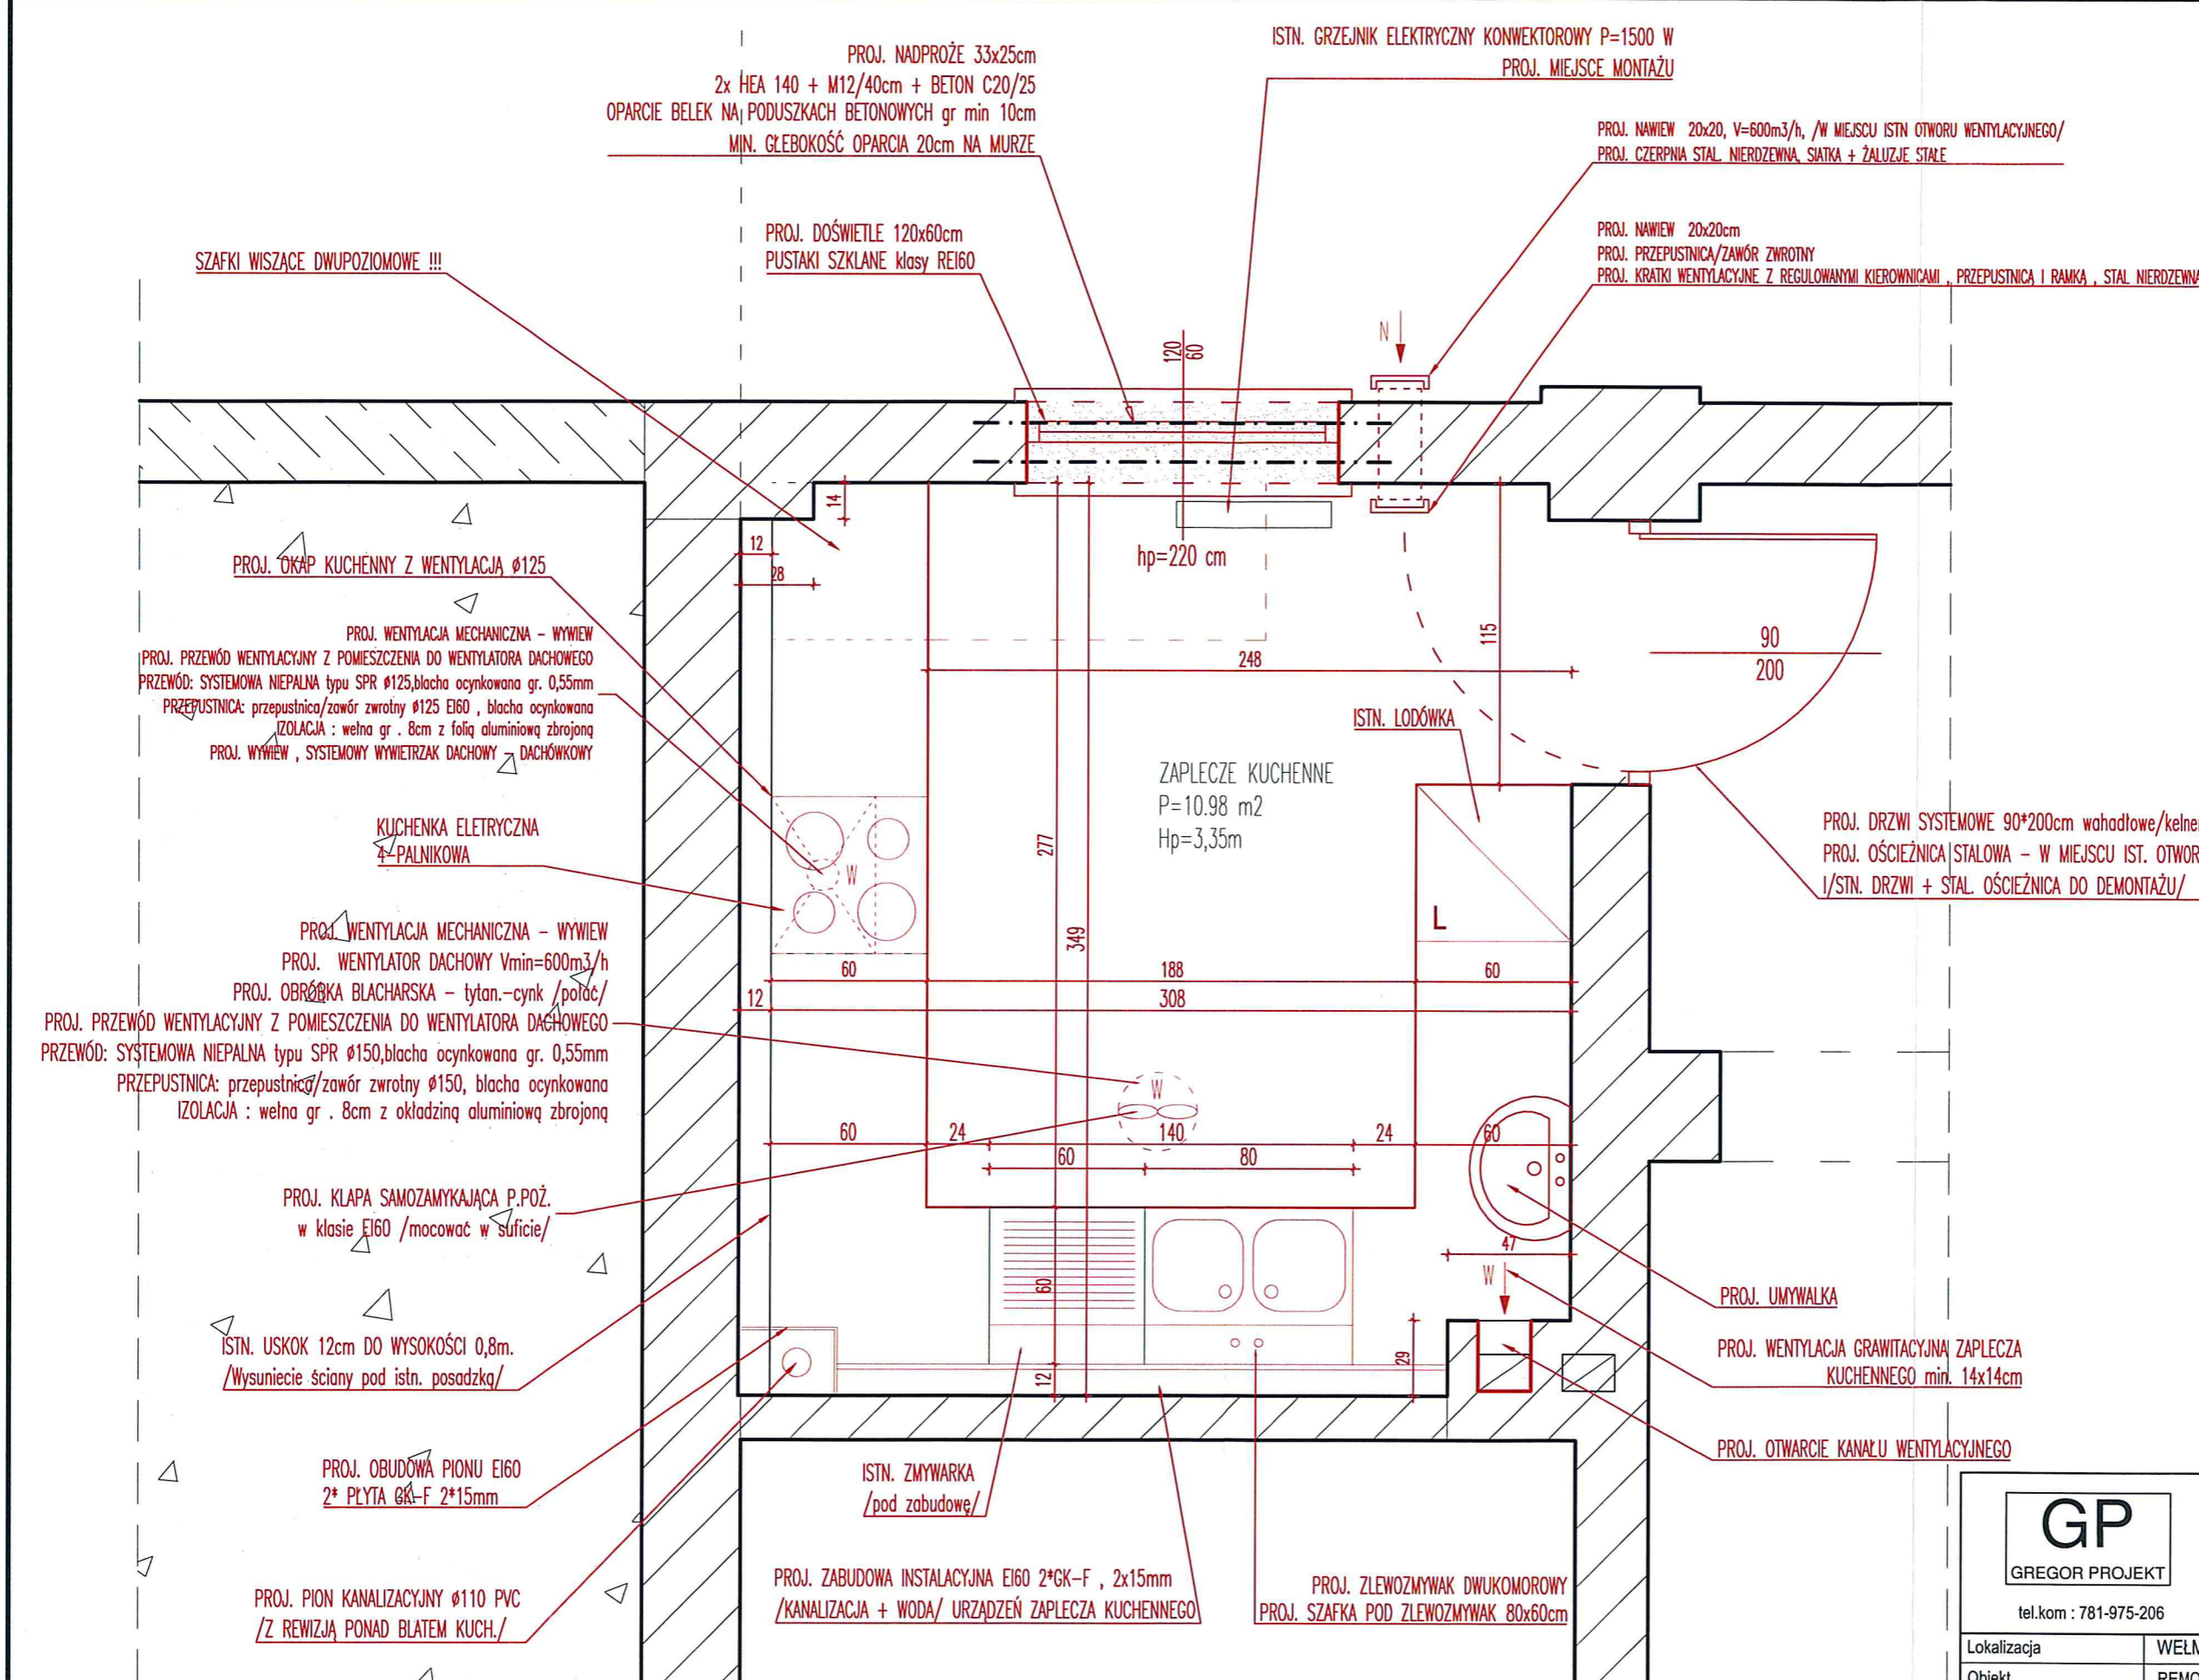 PROJ. NADPROŻE 33x25cm
2x HEA 140 + M12/40cm + BETON C20/25
OPARCIE BELEK NA PODUSZKACH BETONOWYCH gr min 10cm
MIN. GŁEBOKOŚĆ OPARCIA 20cm NA MURZE
ISTN. GRZEJNIK ELEKTRYCZNY KONWEKTOROWY P=1500 W
PROJ. MIEJSCE MONTAŻU
PROJ. NAWIEW 20x20, V=600m3/h, /W MIEJSCU ISTN OTWORU WENTYLACYJNEGO/
PROJ. CZERPNIA STAL. NIERDZEWNA, SIATKA + ŻALUZJE STAŁE
PROJ. DOŚWIETLE 120x60cm
PUSTAKI SZKLANE klasy REI60
PROJ. NAWIEW 20x20cm
PROJ. PRZEPUSTNICA/ZAWÓR ZWROTNY
PROJ. KRATKI WENTYLACYJNE Z REGULOWANYMI KIEROWNICAMI , PRZEPUSTNICĄ I RAMKĄ , STAL NIERDZEWNA
SZAFKI WISZĄCE DWUPOZIOMOWE !!!
120
60
N
14
12
28
hp=220 cm
PROJ. OKAP KUCHENNY Z WENTYLACJĄ ø125
PROJ. WENTYLACJA MECHANICZNA - WYWIEW
PROJ. PRZEWÓD WENTYLACYJNY Z POMIESZCZENIA DO WENTYLATORA DACHOWEGO
PRZEWÓD: SYSTEMOWA NIEPALNA typu SPR ø125,blacha ocynkowana gr. 0,55mm
PRZEPUSTNICA: przepustnica/zawór zwrotny ø125 EI60 , blacha ocynkowana
IZOLACJA : wełna gr . 8cm z folią aluminiową zbrojoną
PROJ. WYWIEW , SYSTEMOWY WYWIETRZAK DACHOWY - DACHÓWKOWY
115
90
200
248
ISTN. LODÓWKA
ZAPLECZE KUCHENNE
P=10.98 m2
Hp=3,35m
277
349
KUCHENKA ELETRYCZNA
4-PALNIKOWA
W
L
PROJ. DRZWI SYSTEMOWE 90*200cm wahadłowe/kelner
PROJ. OŚCIEŻNICA STALOWA - W MIEJSCU IST. OTWOR
I/STN. DRZWI + STAL. OŚCIEŻNICA DO DEMONTAŻU/
PROJ. WENTYLACJA MECHANICZNA - WYWIEW
PROJ. WENTYLATOR DACHOWY Vmin=600m3/h
PROJ. OBRÓBKA BLACHARSKA - tytan.-cynk /połać/
PROJ. PRZEWÓD WENTYLACYJNY Z POMIESZCZENIA DO WENTYLATORA DACHOWEGO
PRZEWÓD: SYSTEMOWA NIEPALNA typu SPR ø150,blacha ocynkowana gr. 0,55mm
PRZEPUSTNICA: przepustnica/zawór zwrotny ø150, blacha ocynkowana
IZOLACJA : wełna gr . 8cm z okładziną aluminiową zbrojoną
60 188 60
12 308
W
60 24 140 24 60
60 80
PROJ. KLAPA SAMOZAMYKAJĄCA P.POŻ.
w klasie EI60 /mocować w suficie/
47
W
60
12
29
PROJ. UMYWALKA
PROJ. WENTYLACJA GRAWITACYJNA ZAPLECZA
KUCHENNEGO min. 14x14cm
PROJ. OTWARCIE KANAŁU WENTYLACYJNEGO
ISTN. USKOK 12cm DO WYSOKOŚCI 0,8m.
/Wysuniecie ściany pod istn. posadzką/
PROJ. OBUDOWA PIONU EI60
2* PŁYTA GK-F 2*15mm
ISTN. ZMYWARKA
/pod zabudowę/
PROJ. PION KANALIZACYJNY ø110 PVC
/Z REWIZJĄ PONAD BLATEM KUCH./
PROJ. ZABUDOWA INSTALACYJNA EI60 2*GK-F , 2x15mm
/KANALIZACJA + WODA/ URZĄDZEŃ ZAPLECZA KUCHENNEGO
PROJ. ZLEWOZMYWAK DWUKOMOROWY
PROJ. SZAFKA POD ZLEWOZMYWAK 80x60cm
GP
GREGOR PROJEKT
tel.kom : 781-975-206
Lokalizacja WEŁN
Obiekt REMO